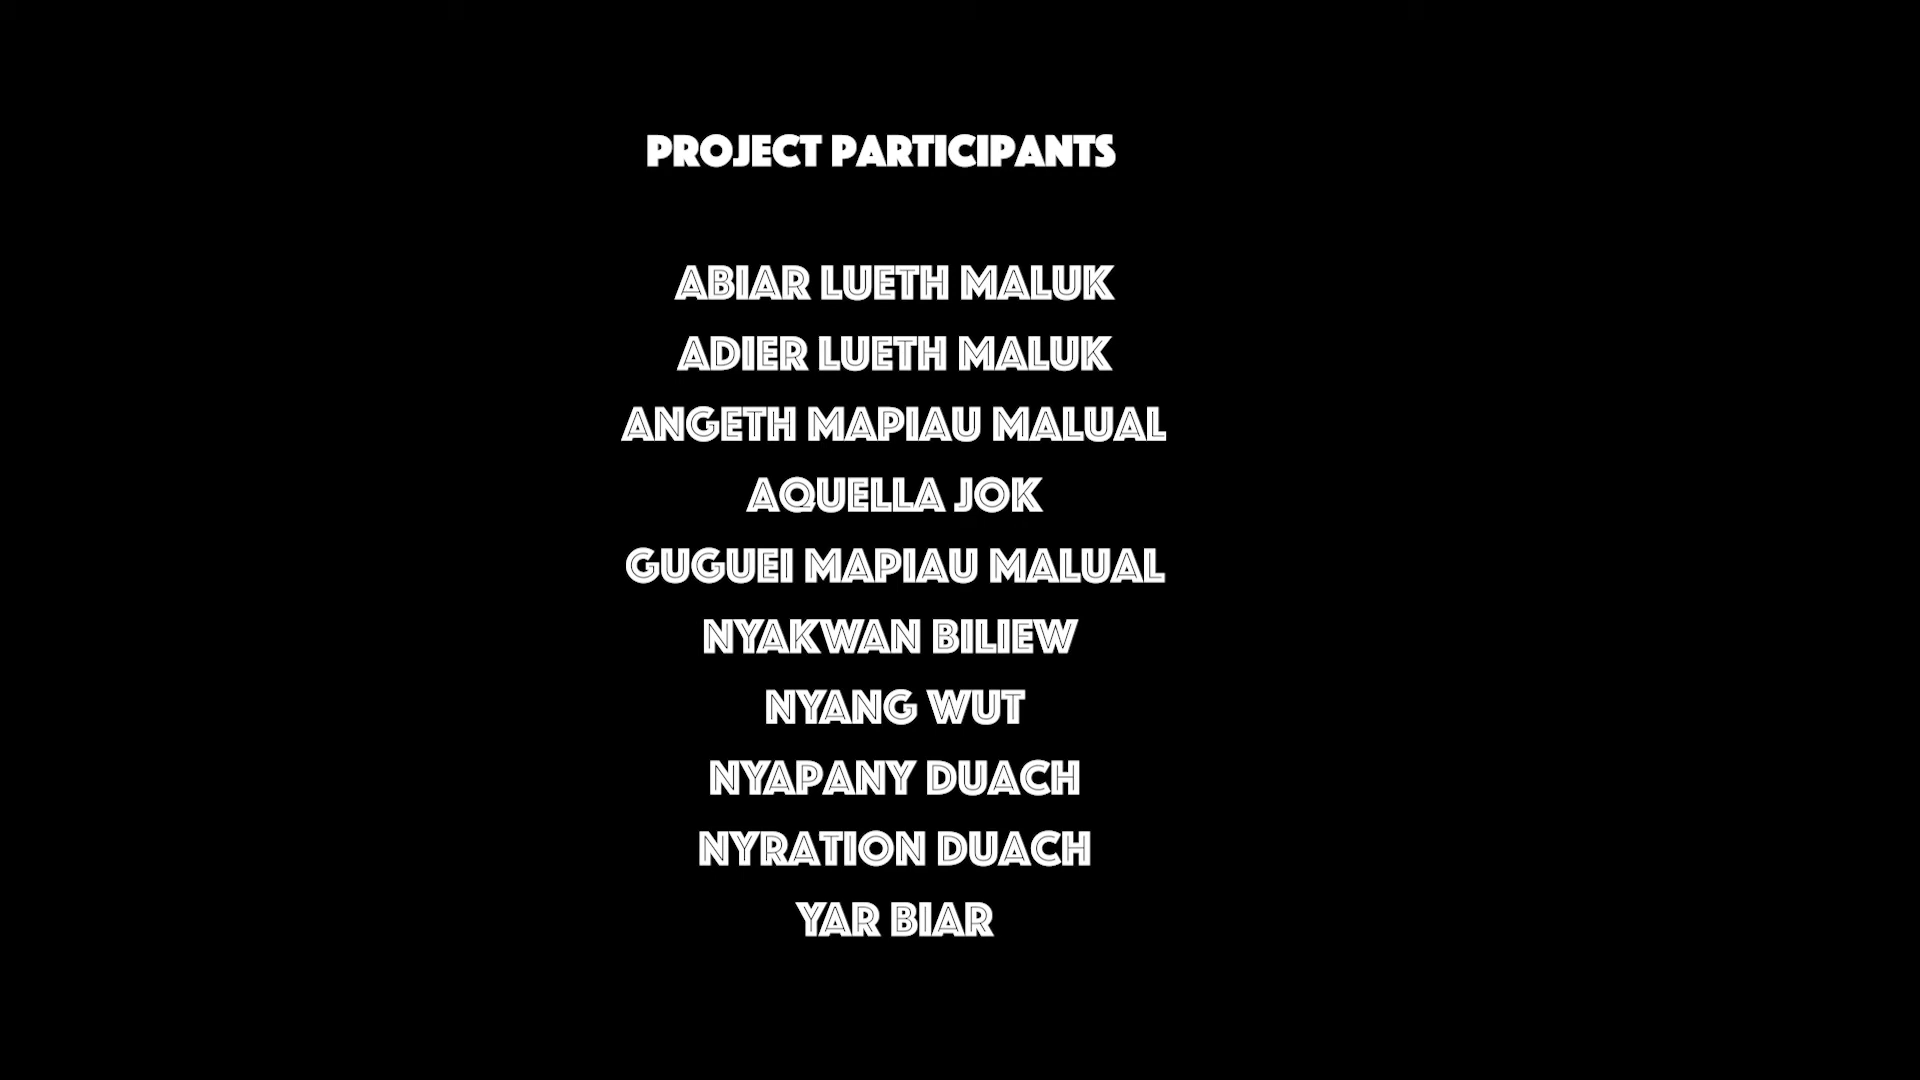 PROJECT PARTICIPANTS
ABIAR LUETH MALUK
ADIER LUETH MALUK
ANGETH MAPIAU MALUAL
AQUELLA JOK
GUGUEI MAPIAU MALUAL
NYAKWAN BILIEW
NYANG WUT
NYAPANY DUACH
NYRATION DUACH
YAR BIAR